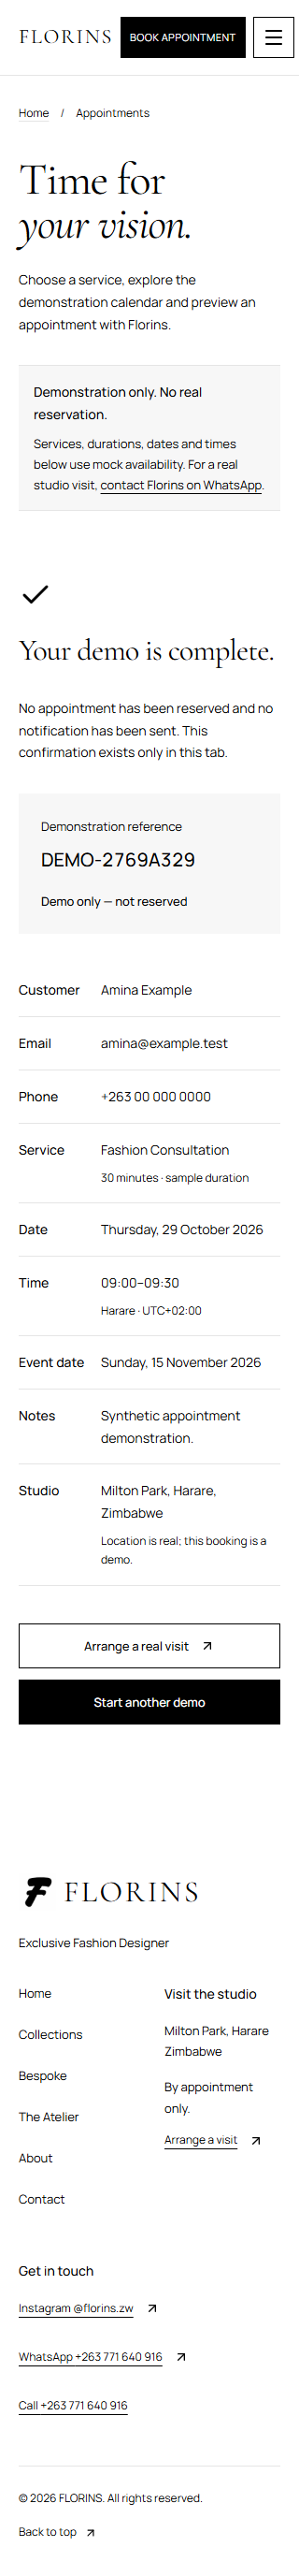 FLORINS
BOOK APPOINTMENT
Home / Appointments
Time for
your vision.
Choose a service, explore the
demonstration calendar and preview an
appointment with Florins.
Demonstration only. No real
reservation.
Services, durations, dates and times
below use mock availability. For a real
studio visit, contact Florins on WhatsApp.
Your demo is complete.
No appointment has been reserved and no
notification has been sent. This
confirmation exists only in this tab.
Demonstration reference
DEMO-2769A329
Demo only — not reserved
Customer Amina Example
Email amina@example.test
Phone +263 00 000 0000
Service Fashion Consultation
30 minutes · sample duration
Date Thursday, 29 October 2026
Time 09:00–09:30
Harare · UTC+02:00
Event date Sunday, 15 November 2026
Notes Synthetic appointment
demonstration.
Studio Milton Park, Harare,
Zimbabwe
Location is real; this booking is a
demo.
Arrange a real visit
Start another demo
F FLORINS
Exclusive Fashion Designer
Home
Collections
Bespoke
The Atelier
About
Contact
Visit the studio
Milton Park, Harare
Zimbabwe
By appointment
only.
Arrange a visit
Get in touch
Instagram @florins.zw
WhatsApp +263 771 640 916
Call +263 771 640 916
© 2026 FLORINS. All rights reserved.
Back to top